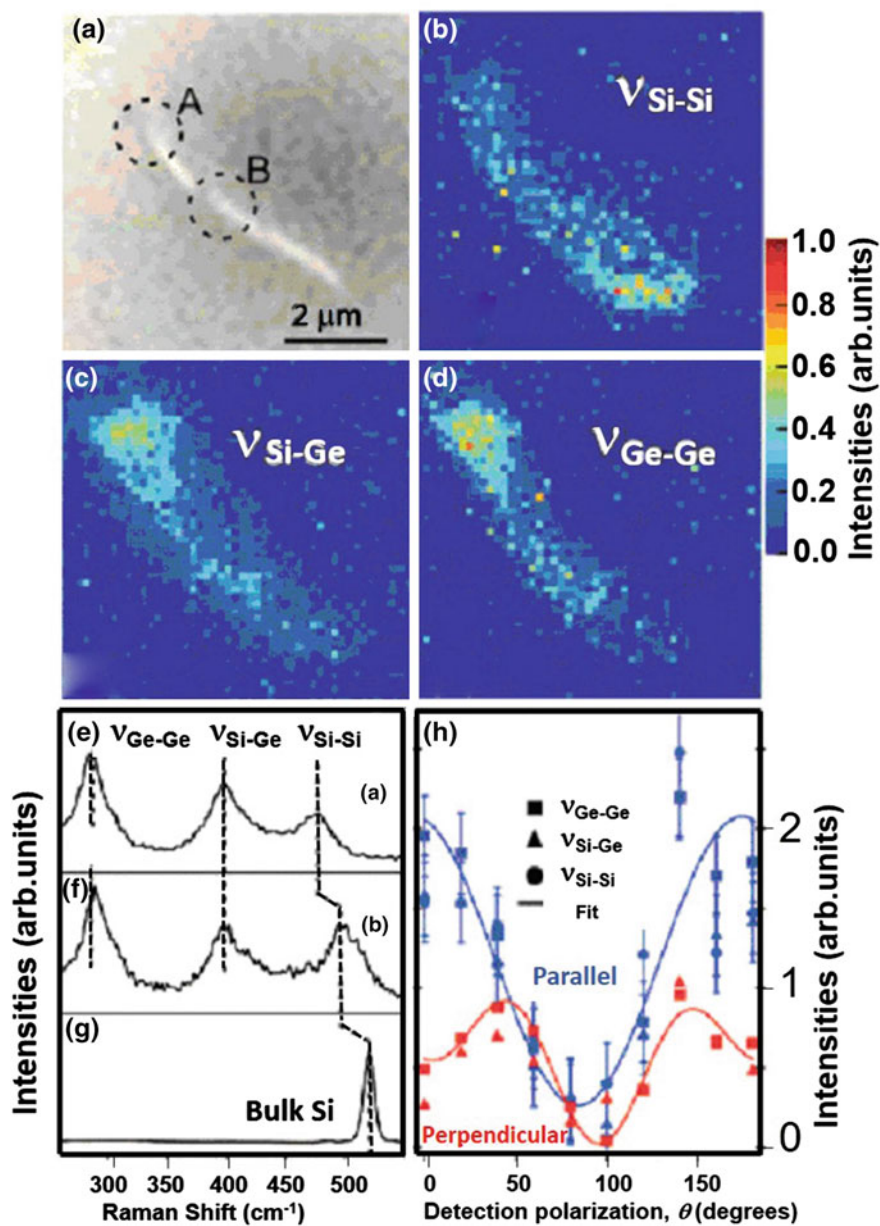 (a)
A
B
2 μm
(b)
νSi-Si
(c)
νSi-Ge
(d)
νGe-Ge
1.0
0.8
0.6
0.4
0.2
0.0
Intensities (arb.units)
(e) νGe-Ge νSi-Ge νSi-Si
(a)
(f)
(b)
(g)
Bulk Si
Intensities (arb.units)
300 400 500
Raman Shift (cm⁻¹)
(h)
νGe-Ge
νSi-Ge
νSi-Si
Fit
Parallel
Perpendicular
2
1
0
Intensities (arb.units)
0 50 100 150
Detection polarization, θ (degrees)